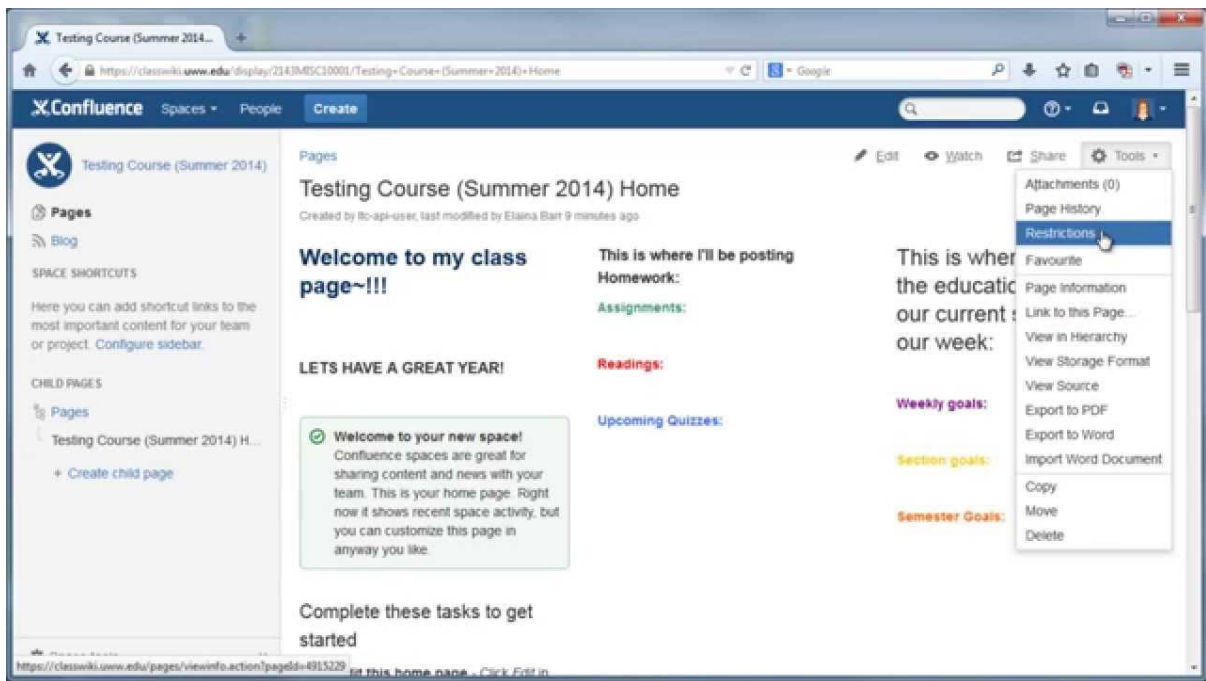 Testing Course (Summer 2014...
https://classwiki.uww.edu/display/2143MISC10001/Testing+Course+(Summer+2014)+Home
Google
Confluence Spaces People Create
Testing Course (Summer 2014)
Pages
Blog
SPACE SHORTCUTS
Here you can add shortcut links to the
most important content for your team
or project. Configure sidebar.
CHILD PAGES
Pages
Testing Course (Summer 2014) H...
+ Create child page
Pages
Edit Watch Share Tools
Testing Course (Summer 2014) Home
Created by ltc-api-user, last modified by Elaina Barr 9 minutes ago
Welcome to my class
page~!!!
LETS HAVE A GREAT YEAR!
Welcome to your new space!
Confluence spaces are great for
sharing content and news with your
team. This is your home page. Right
now it shows recent space activity, but
you can customize this page in
anyway you like.
Complete these tasks to get
started
this home page - Click Edit in
This is where I'll be posting
Homework:
Assignments:
Readings:
Upcoming Quizzes:
This is wher
the educatio
our current
our week:
Weekly goals:
Section goals:
Semester Goals:
Attachments (0)
Page History
Restrictions
Favourite
Page Information
Link to this Page...
View in Hierarchy
View Storage Format
View Source
Export to PDF
Export to Word
Import Word Document
Copy
Move
Delete
https://classwiki.uww.edu/pages/viewinfo.action?pageId=4915229